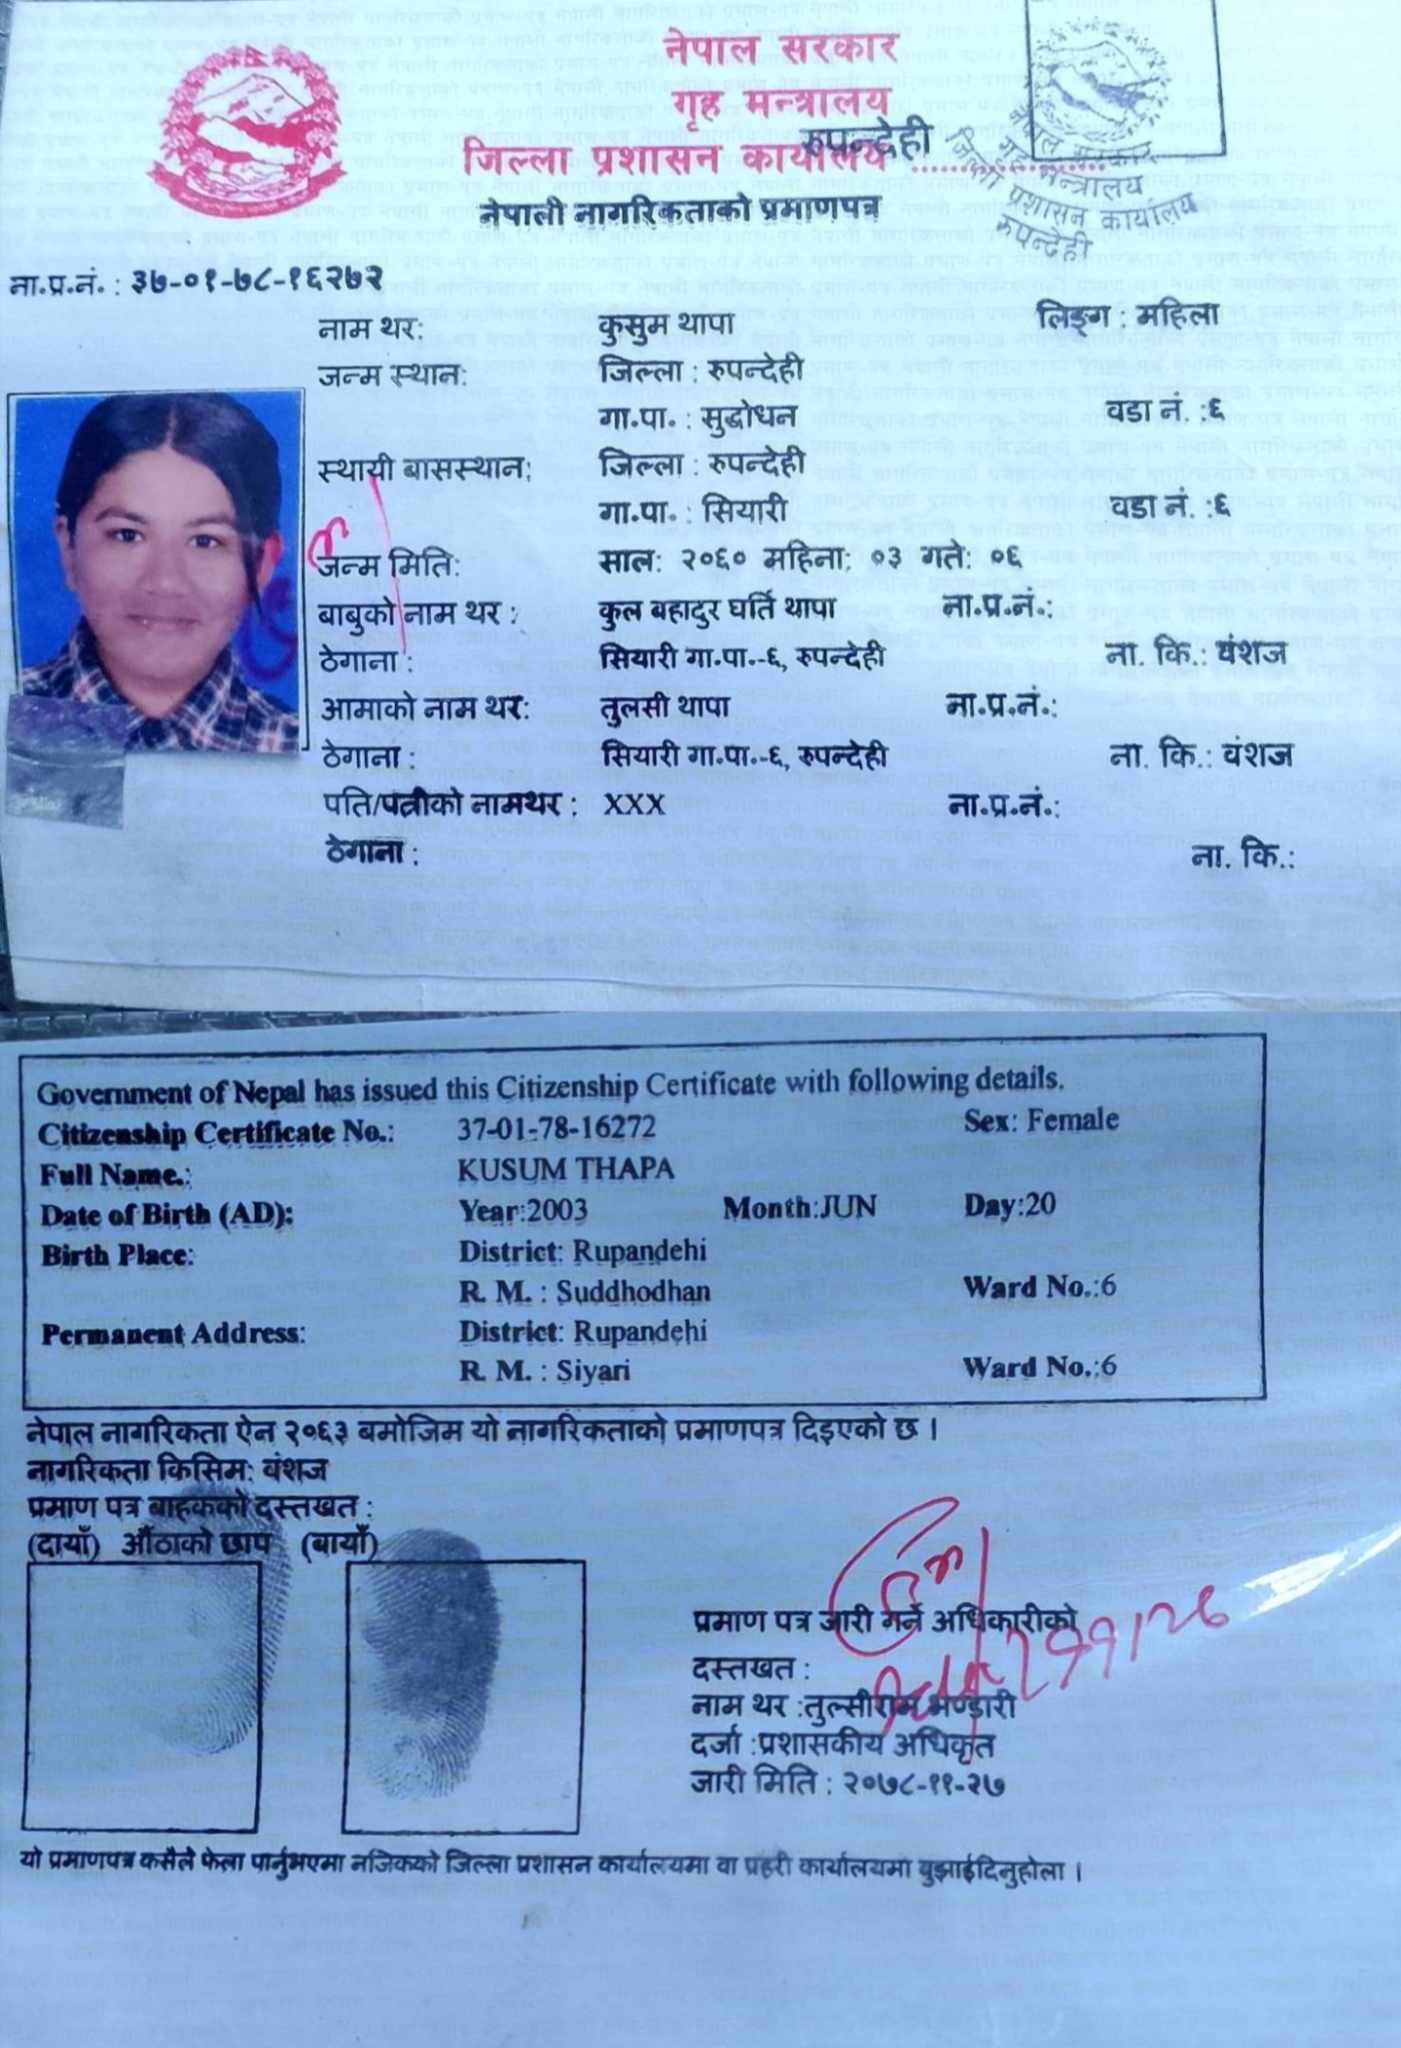 नेपाल सरकार
गृह मन्त्रालय
जिल्ला प्रशासन कार्यालय रुपन्देही
नेपाली नागरिकताको प्रमाणपत्र
नेपाल सरकार
गृह मन्त्रालय
जिल्ला प्रशासन कार्यालय
रुपन्देही
ना.प्र.नं. : ३७-०१-७८-१६२७२
नाम थर: कुसुम थापा लिङ्ग : महिला
जन्म स्थान: जिल्ला : रुपन्देही
गा.पा. : सुद्धोधन वडा नं. :६
स्थायी बासस्थान: जिल्ला : रुपन्देही
गा.पा. : सियारी वडा नं. :६
जन्म मिति: साल: २०६० महिना: ०३ गते: ०६
बाबुको नाम थर : कुल बहादुर घर्ति थापा ना.प्र.नं.:
ठेगाना : सियारी गा.पा.-६, रुपन्देही ना. कि.: वंशज
आमाको नाम थर: तुलसी थापा ना.प्र.नं.:
ठेगाना : सियारी गा.पा.-६, रुपन्देही ना. कि.: वंशज
पति/पत्नीको नामथर : XXX ना.प्र.नं.:
ठेगाना : ना. कि.:
Government of Nepal has issued this Citizenship Certificate with following details.
Citizenship Certificate No.: 37-01-78-16272 Sex: Female
Full Name.: KUSUM THAPA
Date of Birth (AD): Year:2003 Month:JUN Day:20
Birth Place: District: Rupandehi
R. M. : Suddhodhan Ward No.:6
Permanent Address: District: Rupandehi
R. M. : Siyari Ward No.:6
नेपाल नागरिकता ऐन २०६३ बमोजिम यो नागरिकताको प्रमाणपत्र दिइएको छ ।
नागरिकता किसिम: वंशज
प्रमाण पत्र बाहकको दस्तखत :
(दायाँ) औंठाको छाप (बायाँ)
प्रमाण पत्र जारी गर्ने अधिकारीको
दस्तखत :
नाम थर :तुल्सीराम भण्डारी
दर्जा :प्रशासकीय अधिकृत
जारी मिति : २०७८-११-२७
यो प्रमाणपत्र कसैले फेला पार्नुभएमा नजिकको जिल्ला प्रशासन कार्यालयमा वा प्रहरी कार्यालयमा बुझाईदिनुहोला ।